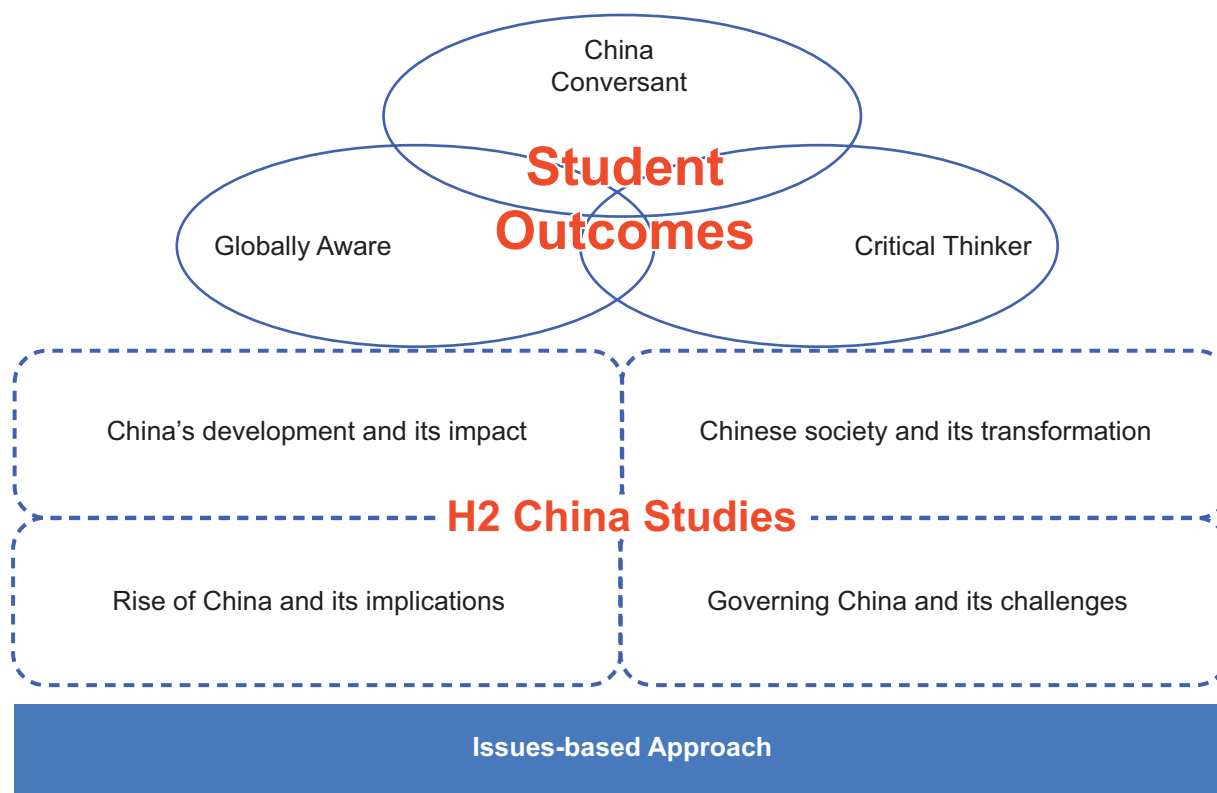 China
Conversant
Student
Outcomes
Globally Aware
Critical Thinker
China’s development and its impact
Chinese society and its transformation
H2 China Studies
Rise of China and its implications
Governing China and its challenges
Issues-based Approach